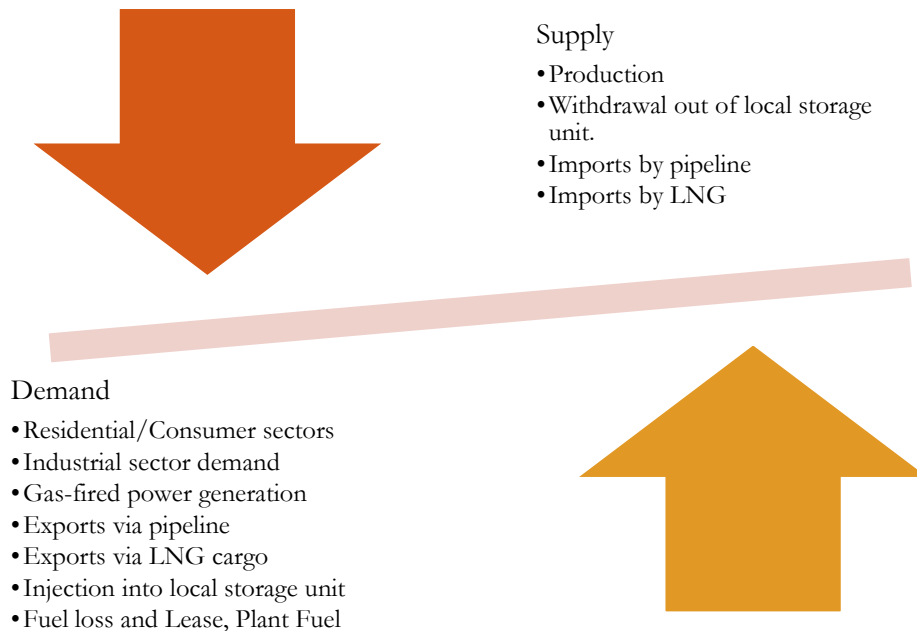 Supply
•Production
•Withdrawal out of local storage
unit.
•Imports by pipeline
•Imports by LNG
Demand
•Residential/Consumer sectors
•Industrial sector demand
•Gas-fired power generation
•Exports via pipeline
•Exports via LNG cargo
•Injection into local storage unit
•Fuel loss and Lease, Plant Fuel